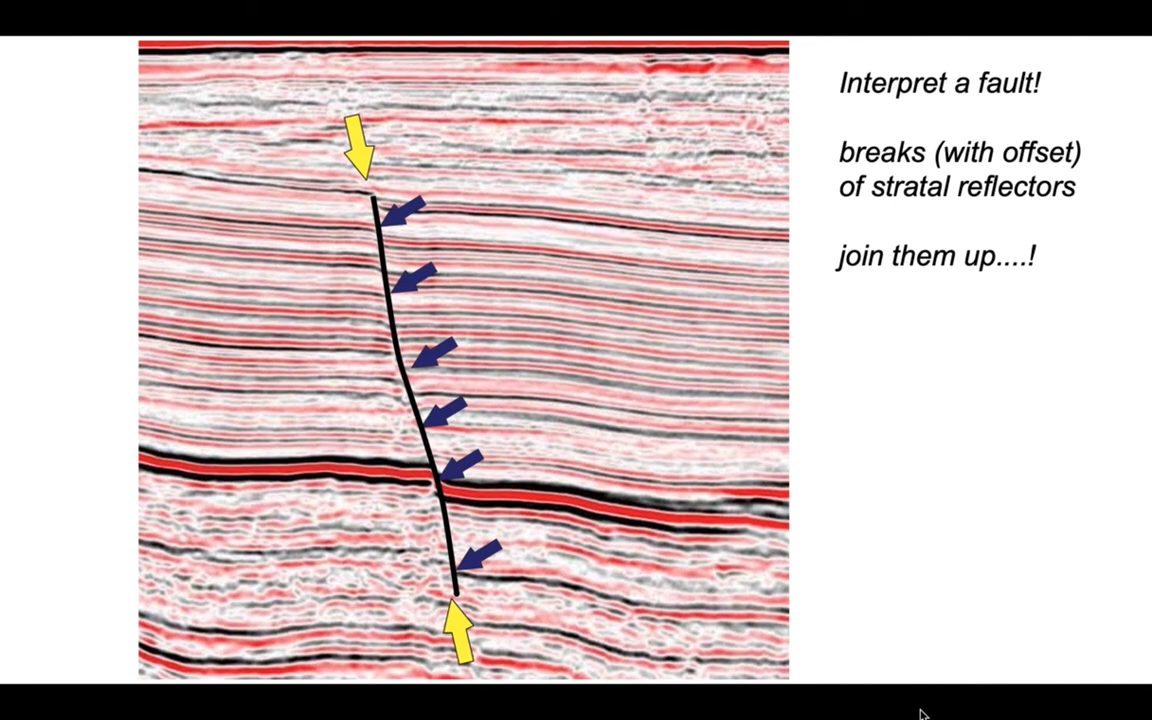 Interpret a fault!
breaks (with offset)
of stratal reflectors
join them up....!